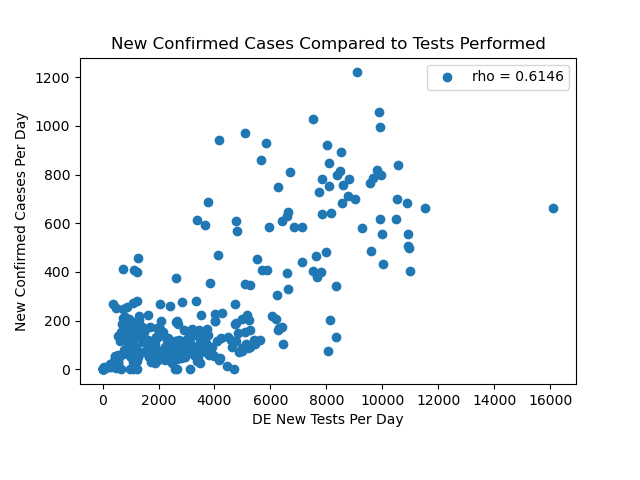 New Confirmed Cases Compared to Tests Performed
rho = 0.6146
New Confirmed Caeses Per Day
1200
1000
800
600
400
200
0
0 2000 4000 6000 8000 10000 12000 14000 16000
DE New Tests Per Day